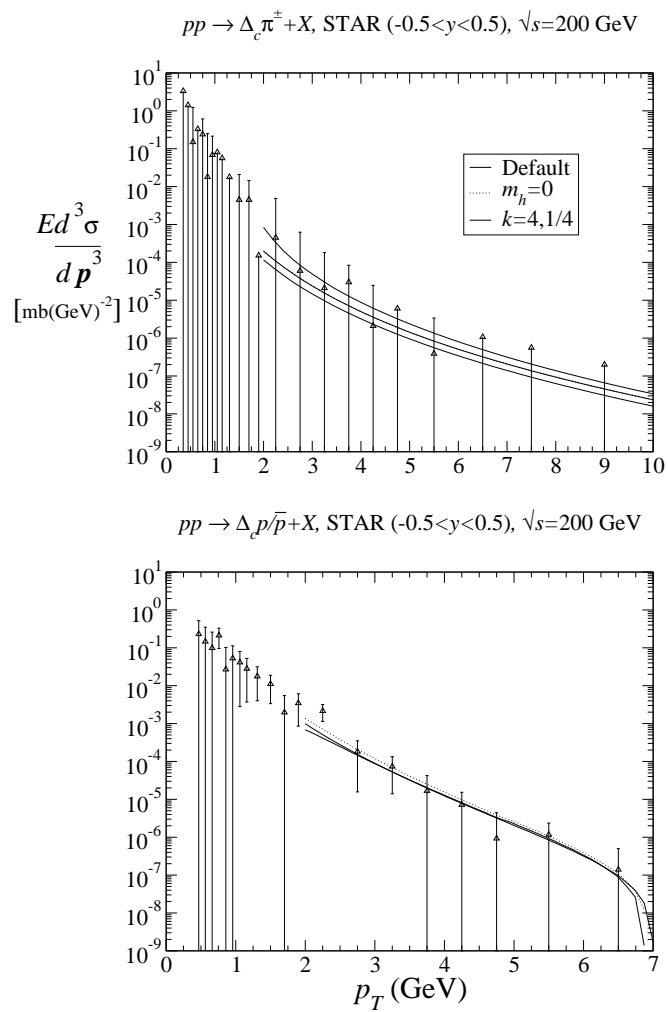 pp → Δ_c π^± + X, STAR (-0.5<y<0.5), √s=200 GeV
10^1
10^0
10^-1
10^-2
10^-3
10^-4
10^-5
10^-6
10^-7
10^-8
10^-9
Ed^3σ
dp^3
[mb(GeV)^-2]
Default
m_h=0
k=4,1/4
0 1 2 3 4 5 6 7 8 9 10
pp → Δ_c p/p̅ + X, STAR (-0.5<y<0.5), √s=200 GeV
10^1
10^0
10^-1
10^-2
10^-3
10^-4
10^-5
10^-6
10^-7
10^-8
10^-9
0 1 2 3 4 5 6 7
p_T (GeV)